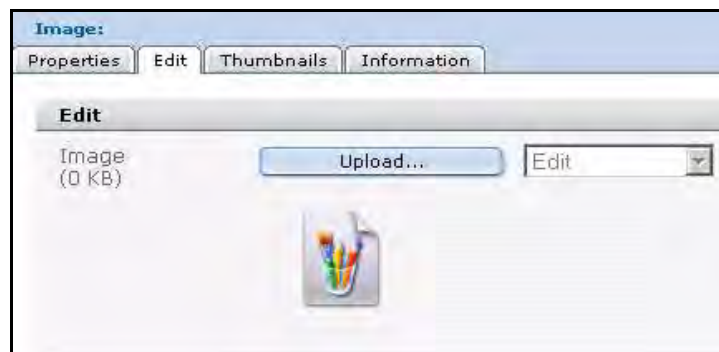 Image:
Properties Edit Thumbnails Information
Edit
Image Upload... Edit
(0 KB)